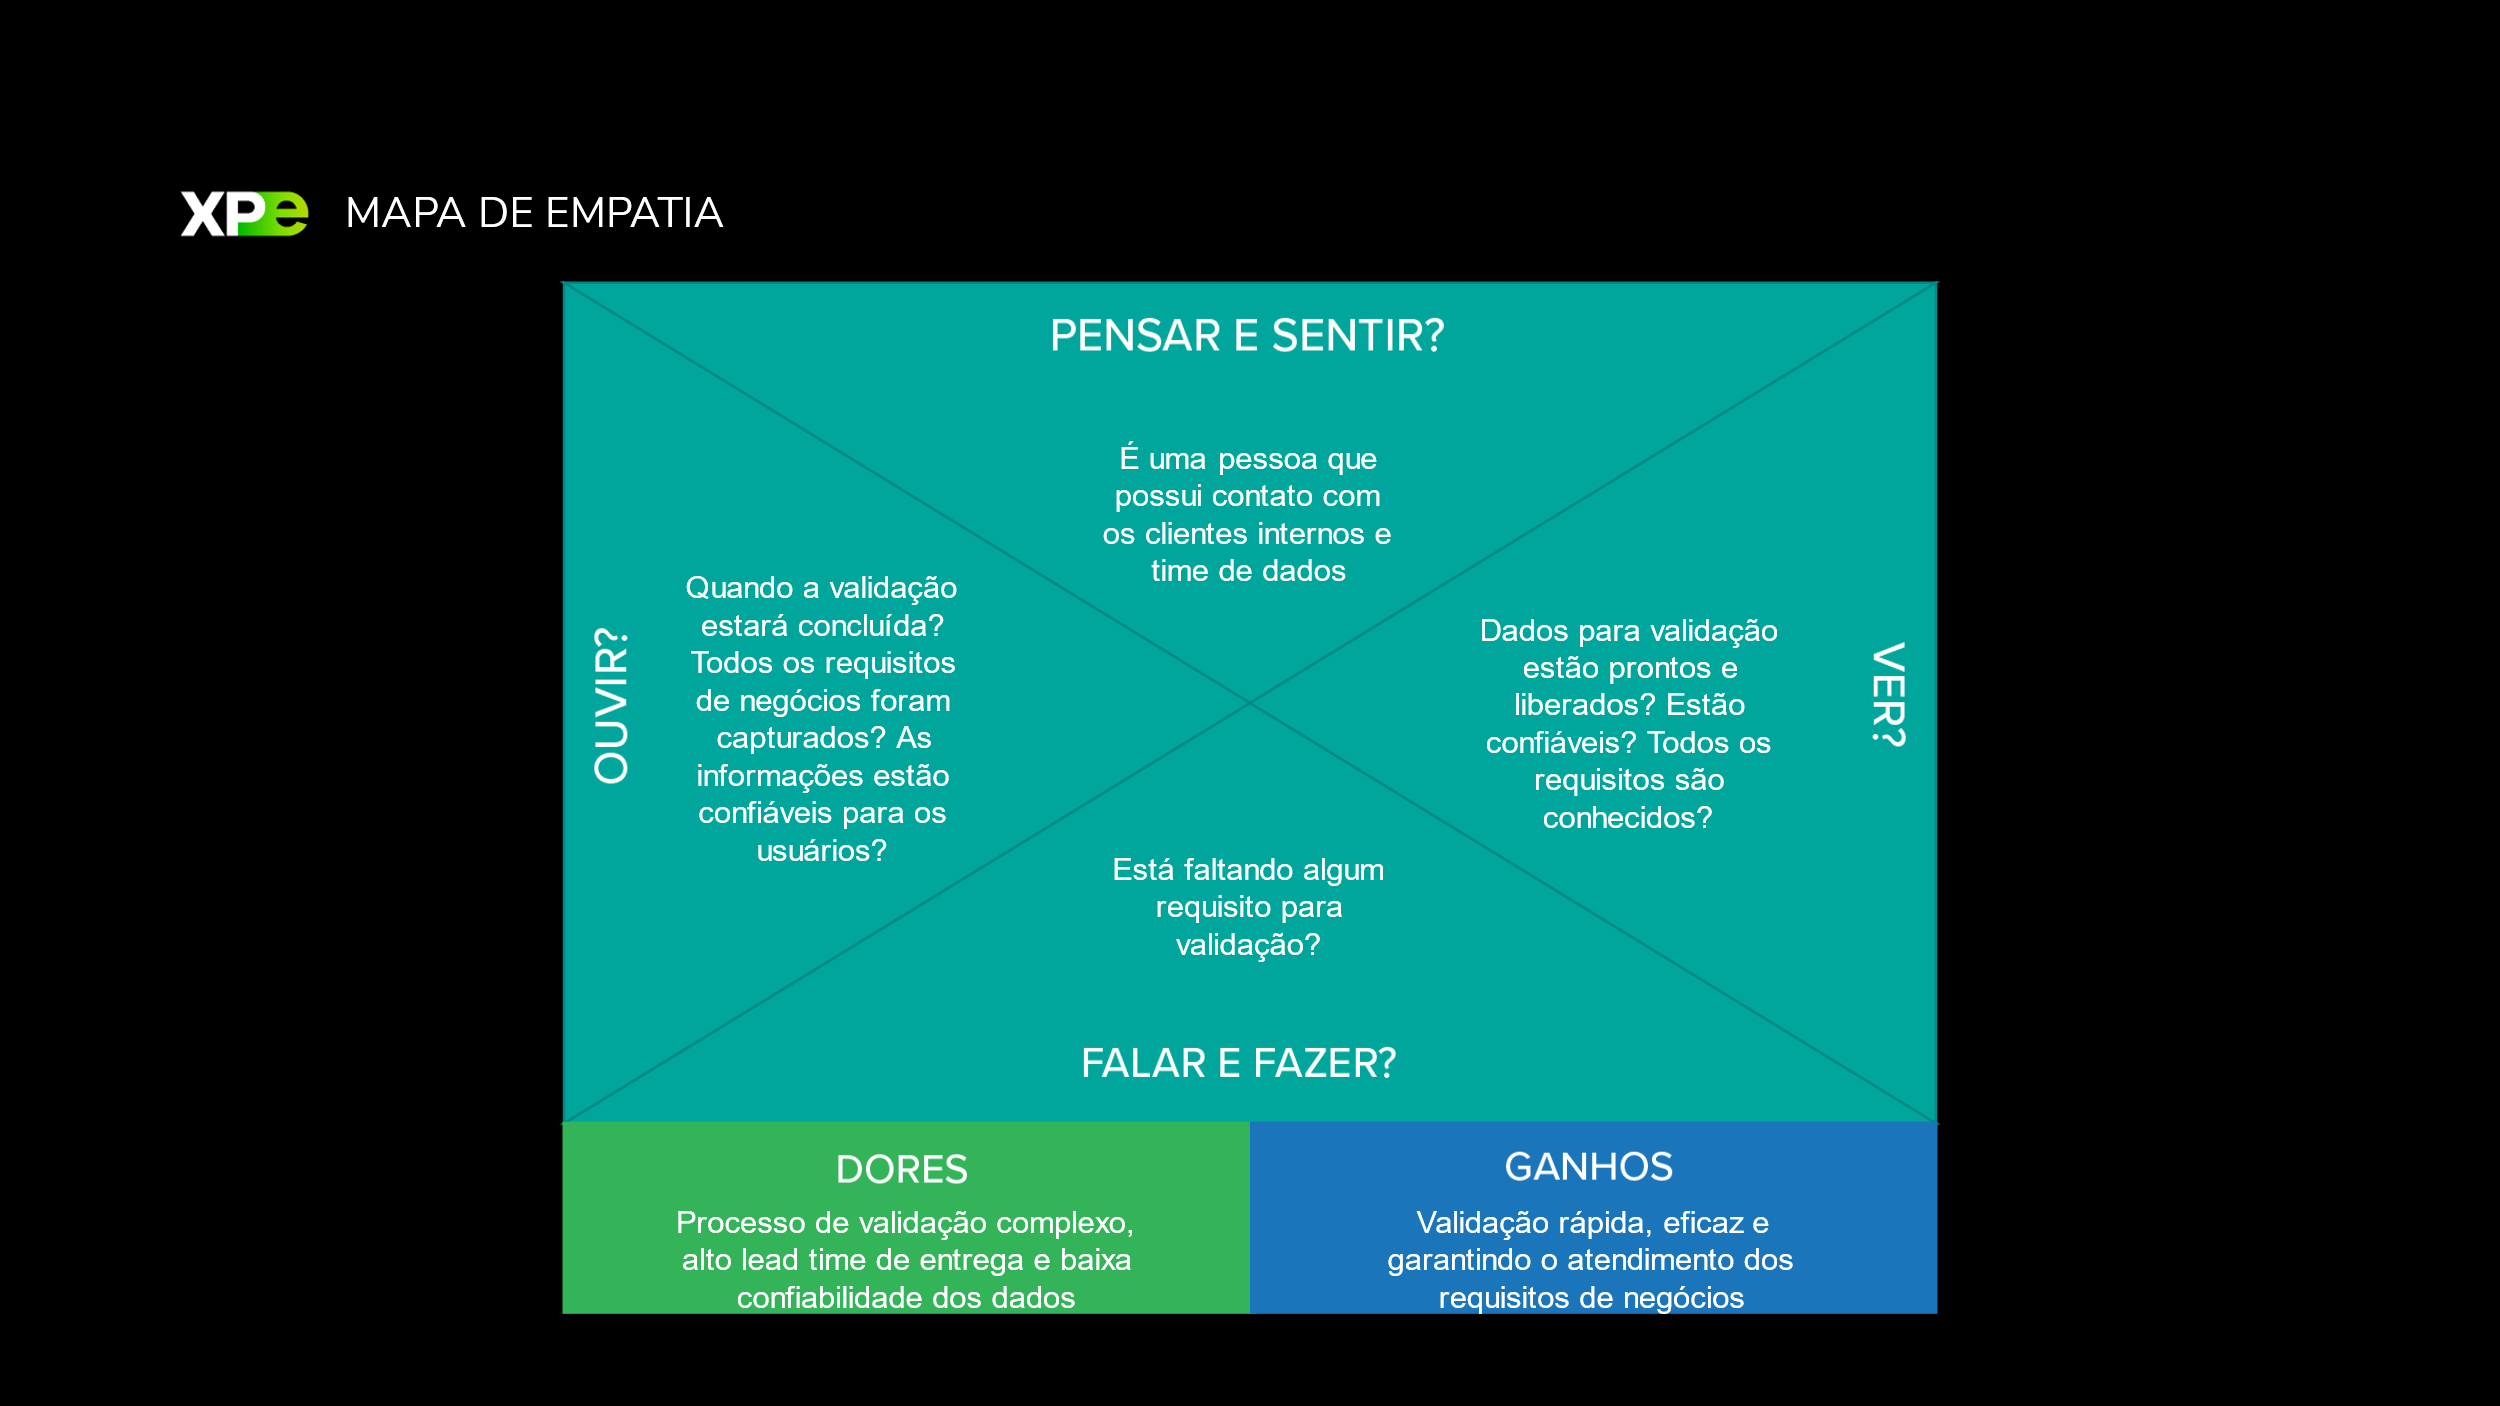 XPe
MAPA DE EMPATIA
PENSAR E SENTIR?
É uma pessoa que
possui contato com
os clientes internos e
time de dados
OUVIR?
Quando a validação
estará concluída?
Todos os requisitos
de negócios foram
capturados? As
informações estão
confiáveis para os
usuários?
Dados para validação
estão prontos e
liberados? Estão
confiáveis? Todos os
requisitos são
conhecidos?
VER?
Está faltando algum
requisito para
validação?
FALAR E FAZER?
DORES
Processo de validação complexo,
alto lead time de entrega e baixa
confiabilidade dos dados
GANHOS
Validação rápida, eficaz e
garantindo o atendimento dos
requisitos de negócios